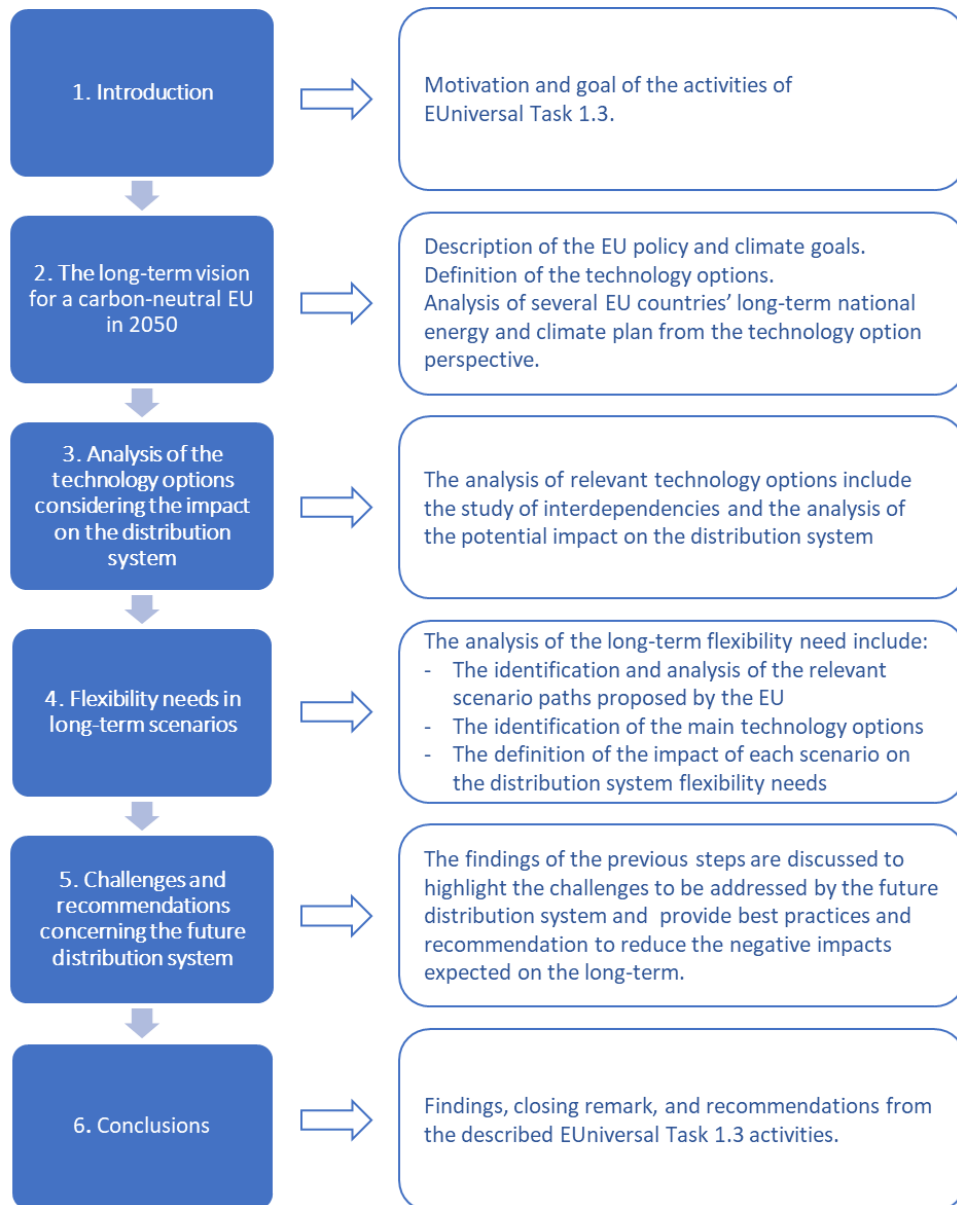 1. Introduction
Motivation and goal of the activities of
EUniversal Task 1.3.
2. The long-term vision
for a carbon-neutral EU
in 2050
Description of the EU policy and climate goals.
Definition of the technology options.
Analysis of several EU countries’ long-term national
energy and climate plan from the technology option
perspective.
3. Analysis of the
technology options
considering the impact
on the distribution
system
The analysis of relevant technology options include
the study of interdependencies and the analysis of
the potential impact on the distribution system
4. Flexibility needs in
long-term scenarios
The analysis of the long-term flexibility need include:
- The identification and analysis of the relevant
scenario paths proposed by the EU
- The identification of the main technology options
- The definition of the impact of each scenario on
the distribution system flexibility needs
5. Challenges and
recommendations
concerning the future
distribution system
The findings of the previous steps are discussed to
highlight the challenges to be addressed by the future
distribution system and  provide best practices and
recommendation to reduce the negative impacts
expected on the long-term.
6. Conclusions
Findings, closing remark, and recommendations from
the described EUniversal Task 1.3 activities.